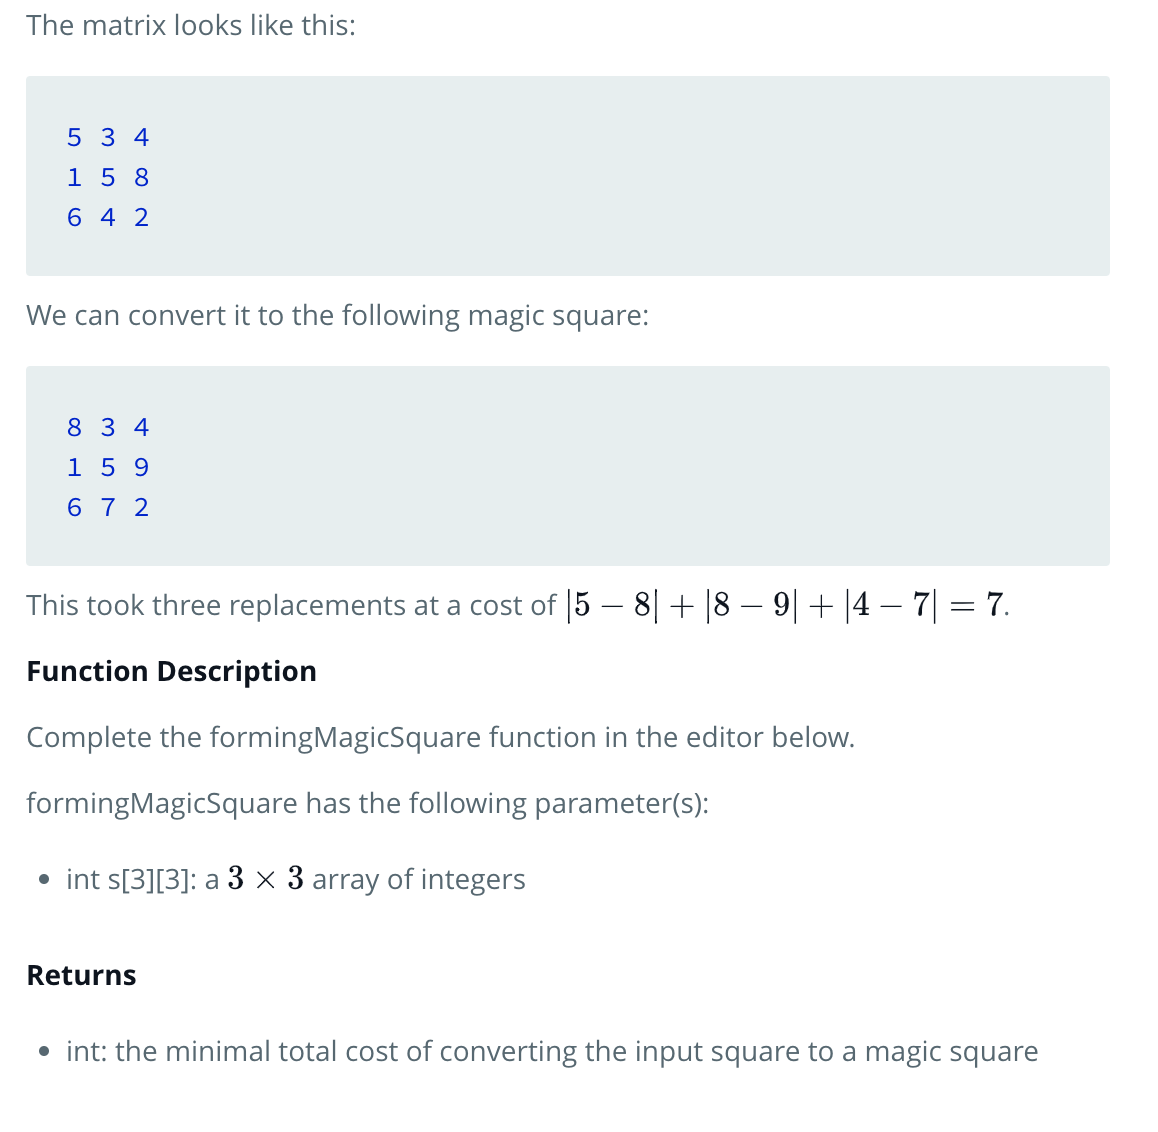 The matrix looks like this:
5 3 4
1 5 8
6 4 2
We can convert it to the following magic square:
8 3 4
1 5 9
6 7 2
This took three replacements at a cost of |5 − 8| + |8 − 9| + |4 − 7| = 7.
Function Description
Complete the formingMagicSquare function in the editor below.
formingMagicSquare has the following parameter(s):
• int s[3][3]: a 3 × 3 array of integers
Returns
• int: the minimal total cost of converting the input square to a magic square